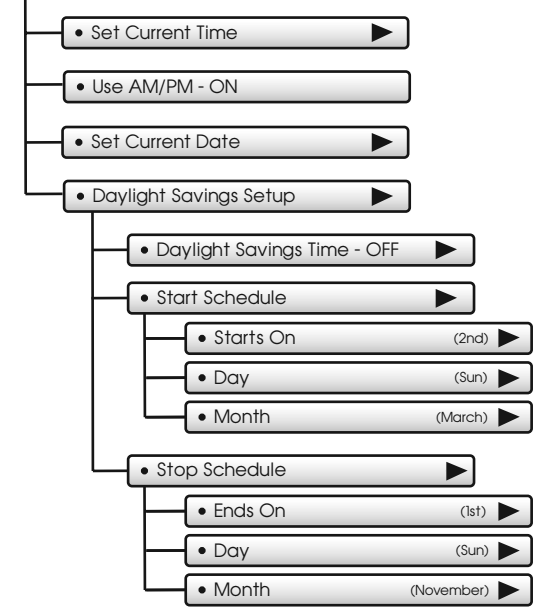 • Set Current Time
• Use AM/PM - ON
• Set Current Date
• Daylight Savings Setup
• Daylight Savings Time - OFF
• Start Schedule
• Starts On (2nd)
• Day (Sun)
• Month (March)
• Stop Schedule
• Ends On (1st)
• Day (Sun)
• Month (November)